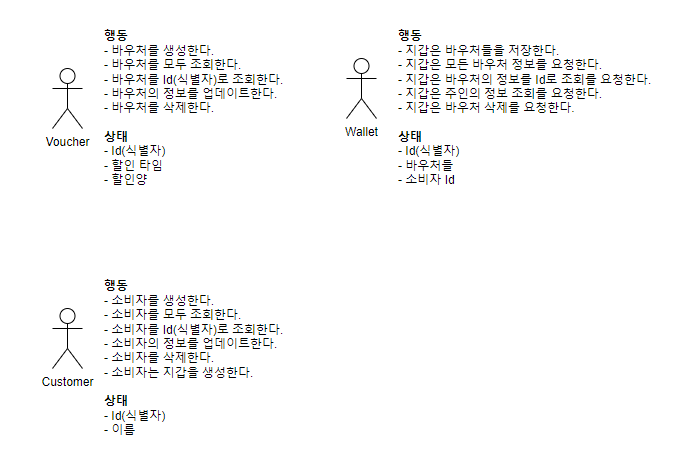 행동
- 바우처를 생성한다.
- 바우처를 모두 조회한다.
- 바우처를 Id(식별자)로 조회한다.
- 바우처의 정보를 업데이트한다.
- 바우처를 삭제한다.
Voucher
상태
- Id(식별자)
- 할인 타임
- 할인양
행동
- 지갑은 바우처들을 저장한다.
- 지갑은 모든 바우처 정보를 요청한다.
- 지갑은 바우처의 정보를 Id로 조회를 요청한다.
- 지갑은 주인의 정보 조회를 요청한다.
- 지갑은 바우처 삭제를 요청한다.
Wallet
상태
- Id(식별자)
- 바우처들
- 소비자 Id
행동
- 소비자를 생성한다.
- 소비자를 모두 조회한다.
- 소비자를 Id(식별자)로 조회한다.
- 소비자의 정보를 업데이트한다.
- 소비자를 삭제한다.
- 소비자는 지갑을 생성한다.
Customer
상태
- Id(식별자)
- 이름